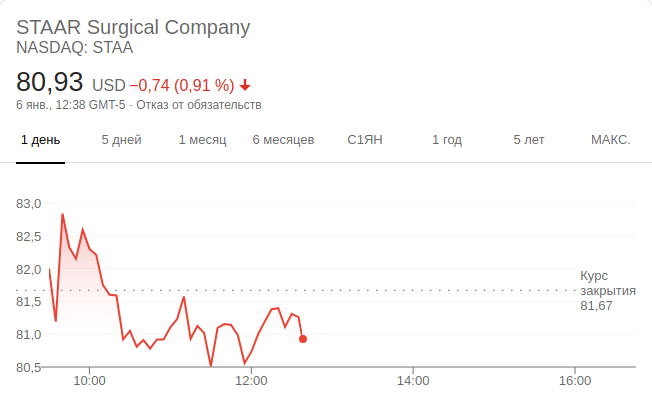 STAAR Surgical Company
NASDAQ: STAA
80,93 USD −0,74 (0,91 %)
6 янв., 12:38 GMT-5 · Отказ от обязательств
1 день 5 дней 1 месяц 6 месяцев С1ЯН 1 год 5 лет МАКС.
83,0
82,5
82,0
81,5
81,0
80,5
Курс
закрытия
81,67
10:00 12:00 14:00 16:00